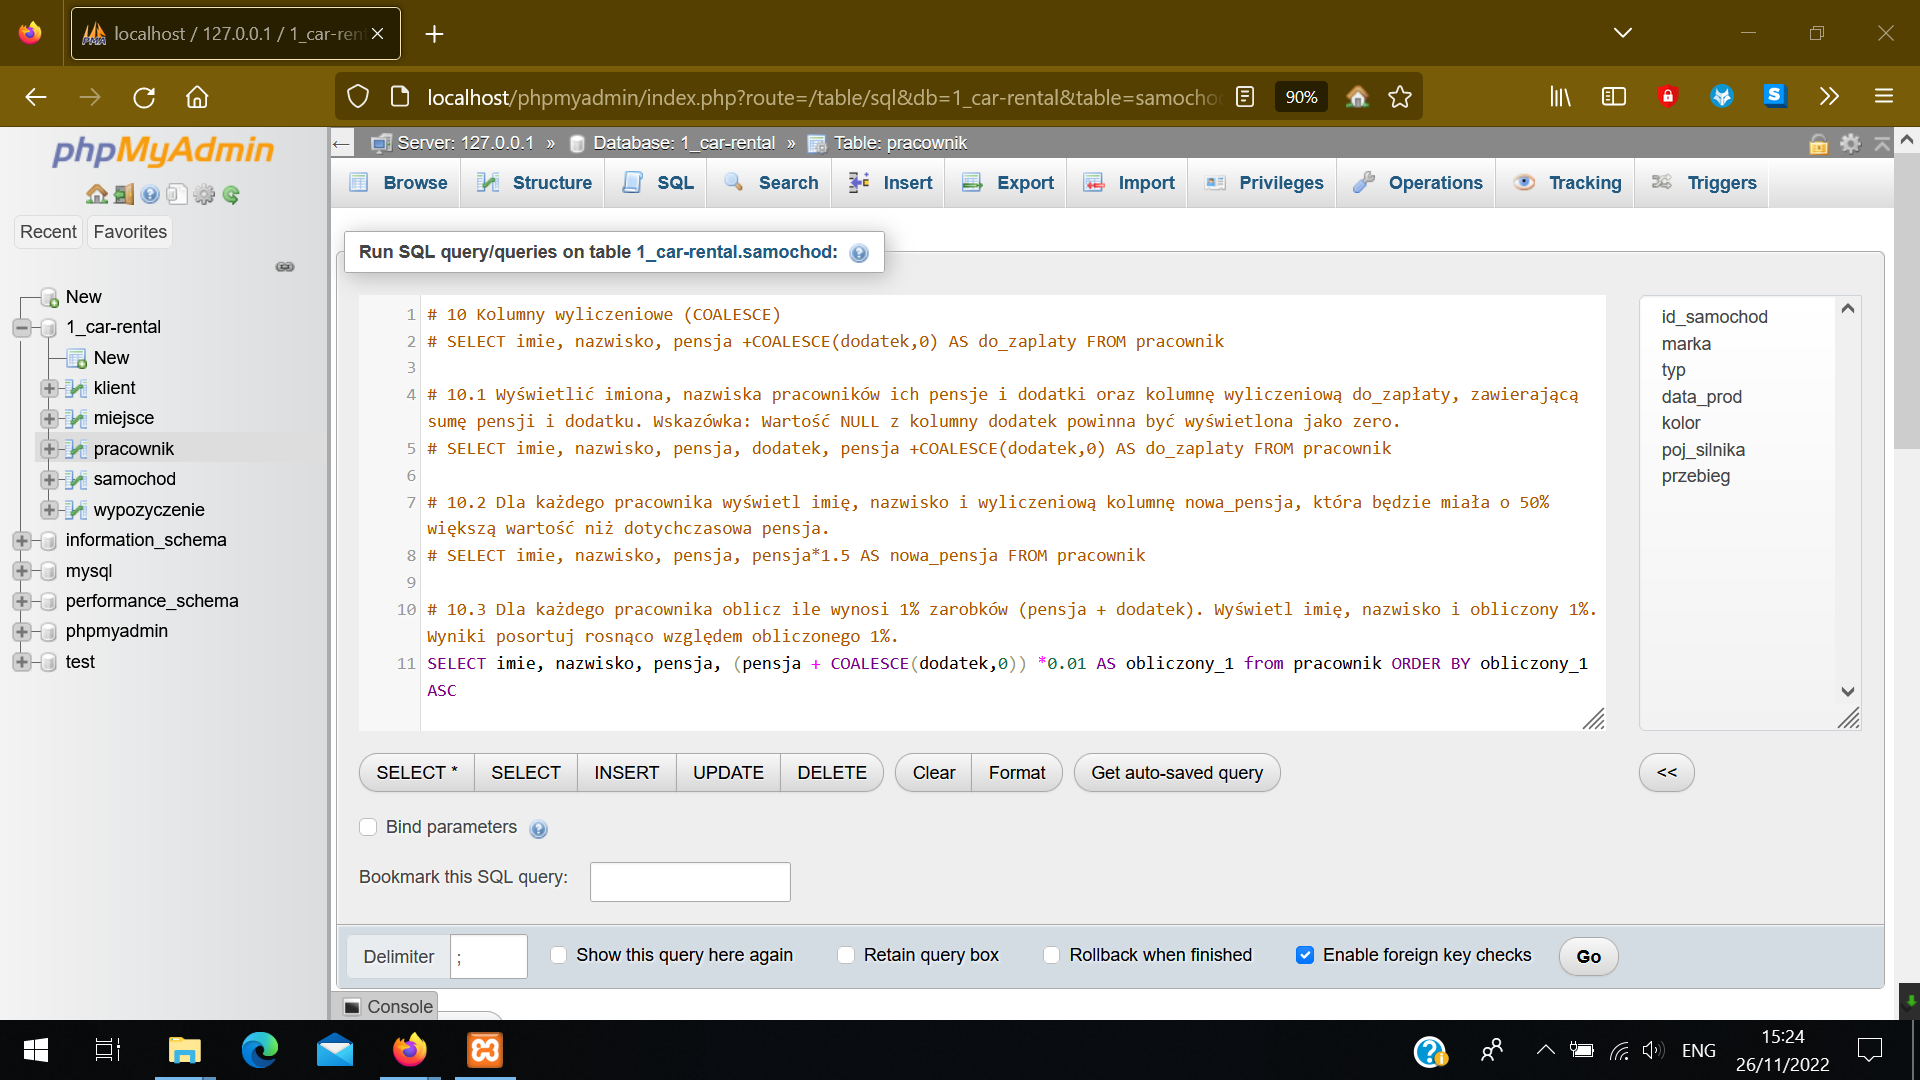 localhost / 127.0.0.1 / 1_car-ren
localhost/phpmyadmin/index.php?route=/table/sql&db=1_car-rental&table=samocho
90%
phpMyAdmin
Recent
Favorites
New
1_car-rental
New
klient
miejsce
pracownik
samochod
wypozyczenie
information_schema
mysql
performance_schema
phpmyadmin
test
Server: 127.0.0.1 » Database: 1_car-rental » Table: pracownik
Browse
Structure
SQL
Search
Insert
Export
Import
Privileges
Operations
Tracking
Triggers
Run SQL query/queries on table 1_car-rental.samochod:
1 # 10 Kolumny wyliczeniowe (COALESCE)
2 # SELECT imie, nazwisko, pensja +COALESCE(dodatek,0) AS do_zaplaty FROM pracownik
3
4 # 10.1 Wyświetlić imiona, nazwiska pracowników ich pensje i dodatki oraz kolumnę wyliczeniową do_zapłaty, zawierającą
sumę pensji i dodatku. Wskazówka: Wartość NULL z kolumny dodatek powinna być wyświetlona jako zero.
5 # SELECT imie, nazwisko, pensja, dodatek, pensja +COALESCE(dodatek,0) AS do_zaplaty FROM pracownik
6
7 # 10.2 Dla każdego pracownika wyświetl imię, nazwisko i wyliczeniową kolumnę nowa_pensja, która będzie miała o 50%
większą wartość niż dotychczasowa pensja.
8 # SELECT imie, nazwisko, pensja, pensja*1.5 AS nowa_pensja FROM pracownik
9
10 # 10.3 Dla każdego pracownika oblicz ile wynosi 1% zarobków (pensja + dodatek). Wyświetl imię, nazwisko i obliczony 1%.
Wyniki posortuj rosnąco względem obliczonego 1%.
11 SELECT imie, nazwisko, pensja, (pensja + COALESCE(dodatek,0)) *0.01 AS obliczony_1 from pracownik ORDER BY obliczony_1
ASC
id_samochod
marka
typ
data_prod
kolor
poj_silnika
przebieg
SELECT *
SELECT
INSERT
UPDATE
DELETE
Clear
Format
Get auto-saved query
<<
Bind parameters
Bookmark this SQL query:
Delimiter
;
Show this query here again
Retain query box
Rollback when finished
Enable foreign key checks
Go
Console
ENG
15:24
26/11/2022